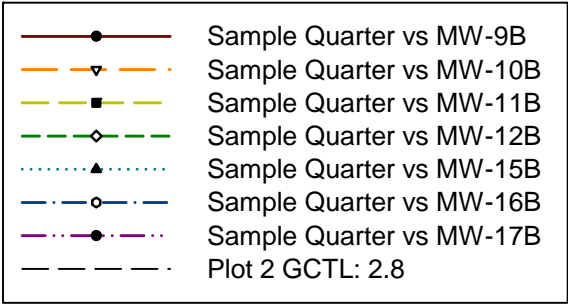 Sample Quarter vs MW-9B
Sample Quarter vs MW-10B
Sample Quarter vs MW-11B
Sample Quarter vs MW-12B
Sample Quarter vs MW-15B
Sample Quarter vs MW-16B
Sample Quarter vs MW-17B
Plot 2 GCTL: 2.8